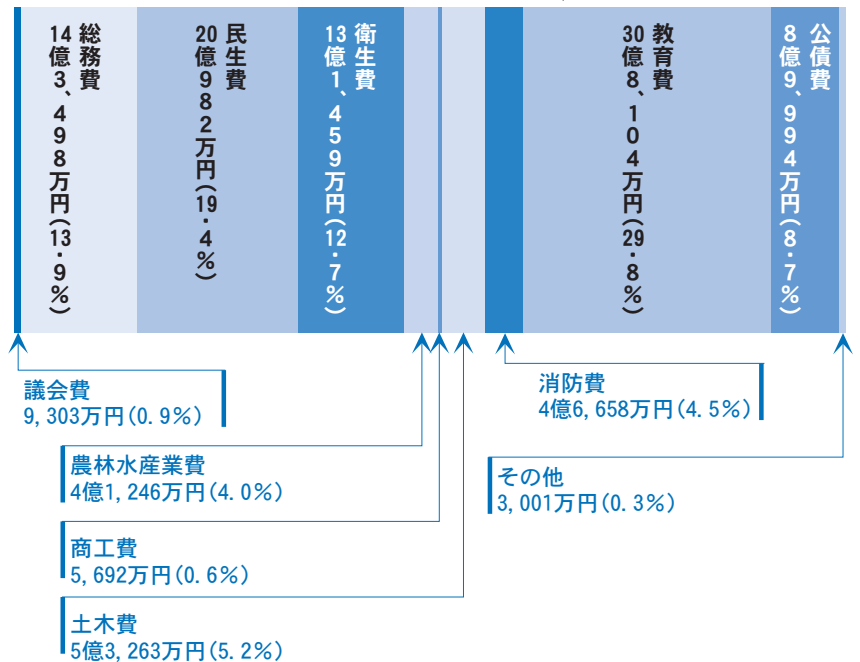 総務費
14億3、498万円(13・9%)
民生費
20億982万円(19・4%)
衛生費
13億1、459万円(12・7%)
教育費
30億8、104万円(29・8%)
公債費
8億9、994万円(8・7%)
議会費
9,303万円(0.9%)
農林水産業費
4億1,246万円(4.0%)
商工費
5,692万円(0.6%)
土木費
5億3,263万円(5.2%)
消防費
4億6,658万円(4.5%)
その他
3,001万円(0.3%)